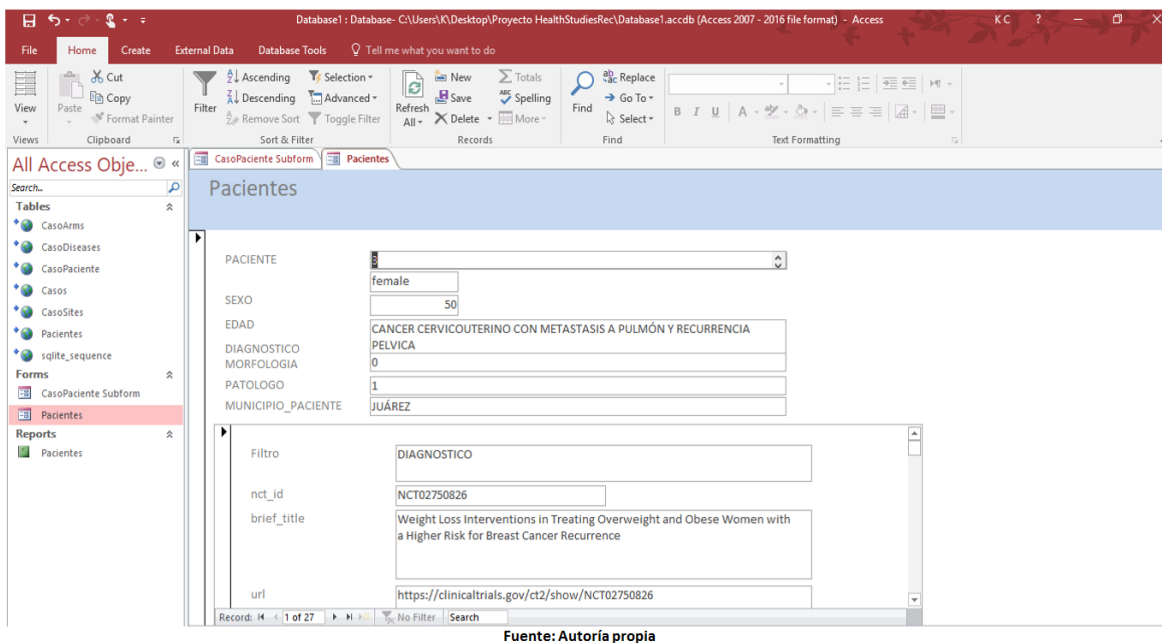 Database1 : Database- C:\Users\K\Desktop\Proyecto HealthStudiesRec\Database1.accdb (Access 2007 - 2016 file format) - Access
K C ?
File Home Create External Data Database Tools Tell me what you want to do
View
Views
Paste
Cut
Copy
Format Painter
Clipboard
Filter
Ascending
Descending
Remove Sort
Selection
Advanced
Toggle Filter
Sort & Filter
Refresh
All
New
Save
Delete
Totals
Spelling
More
Records
Find
Replace
Go To
Select
Find
B I U A
Text Formatting
All Access Obje...
Search...
Tables
CasoArms
CasoDiseases
CasoPaciente
Casos
CasoSites
Pacientes
sqlite_sequence
Forms
CasoPaciente Subform
Pacientes
Reports
Pacientes
CasoPaciente Subform Pacientes
Pacientes
PACIENTE 3
female
SEXO 50
EDAD
CANCER CERVICOUTERINO CON METASTASIS A PULMÓN Y RECURRENCIA
PELVICA
DIAGNOSTICO
MORFOLOGIA 0
PATOLOGO 1
MUNICIPIO_PACIENTE JUÁREZ
Filtro DIAGNOSTICO
nct_id NCT02750826
brief_title Weight Loss Interventions in Treating Overweight and Obese Women with
a Higher Risk for Breast Cancer Recurrence
url https://clinicaltrials.gov/ct2/show/NCT02750826
Record: 1 of 27 No Filter Search
Fuente: Autoría propia